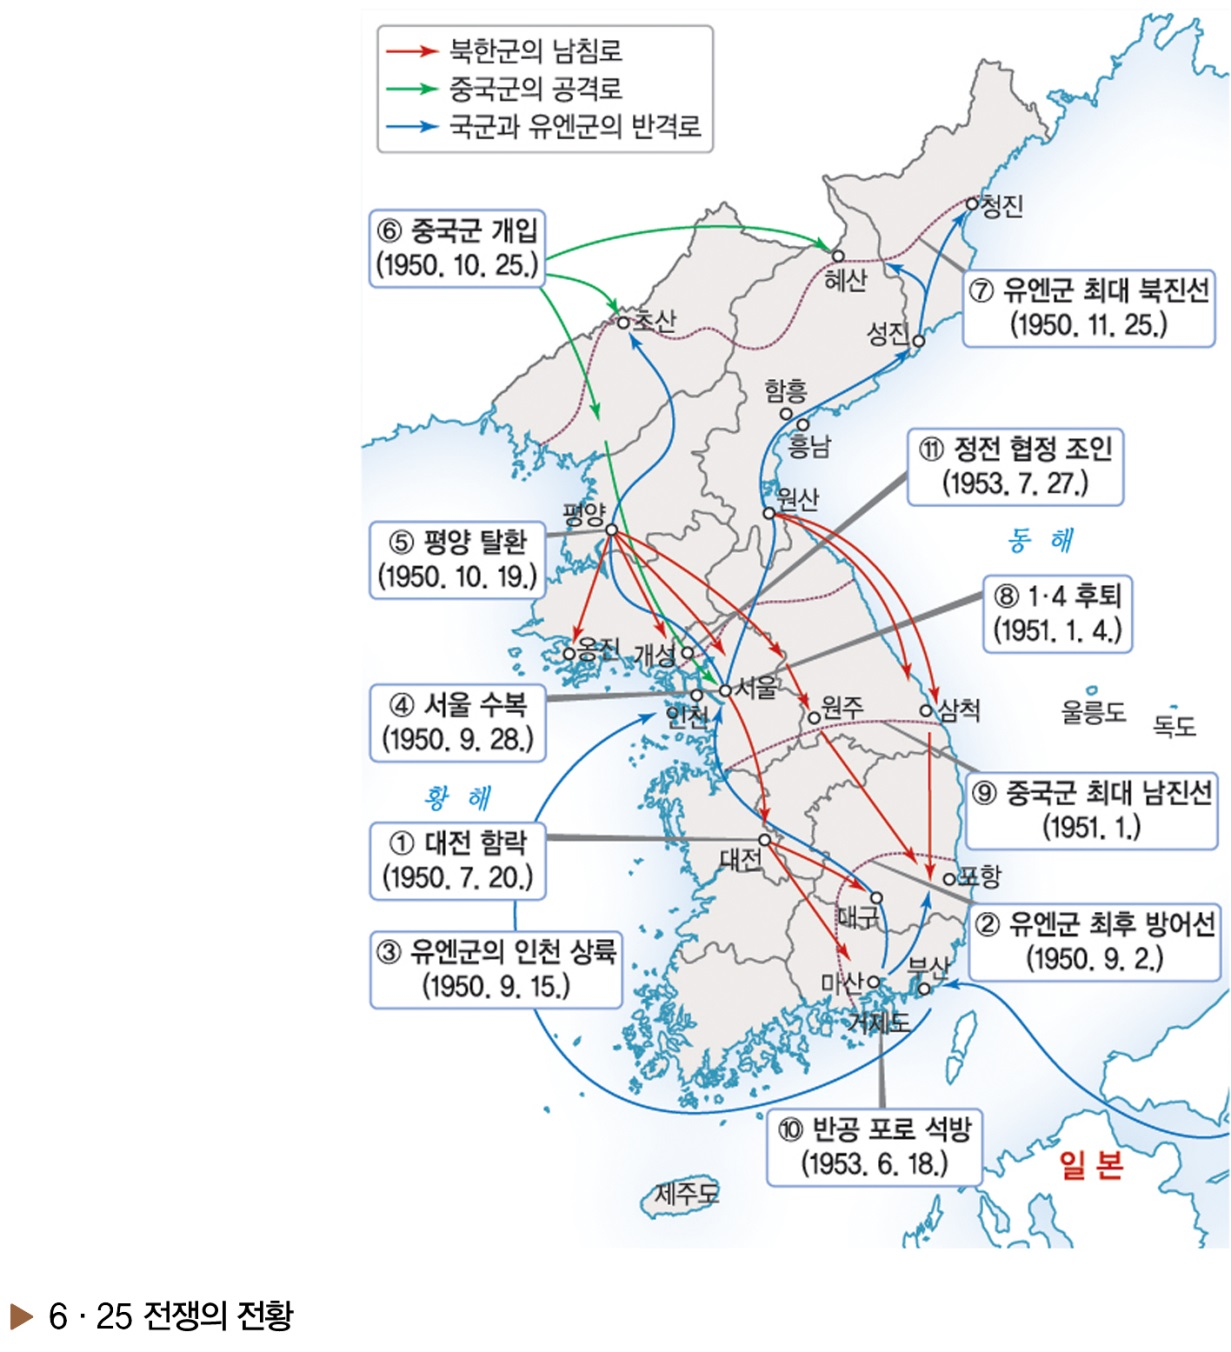 북한군의 남침로
중국군의 공격로
국군과 유엔군의 반격로
⑥ 중국군 개입
(1950. 10. 25.)
청진
혜산
⑦ 유엔군 최대 북진선
(1950. 11. 25.)
초산
성진
함흥
흥남
⑪ 정전 협정 조인
(1953. 7. 27.)
원산
평양
⑤ 평양 탈환
(1950. 10. 19.)
동 해
⑧ 1·4 후퇴
(1951. 1. 4.)
옹진
개성
서울
④ 서울 수복
(1950. 9. 28.)
인천
원주
삼척
울릉도
독도
황 해
⑨ 중국군 최대 남진선
(1951. 1.)
① 대전 함락
(1950. 7. 20.)
대전
포항
대구
② 유엔군 최후 방어선
(1950. 9. 2.)
③ 유엔군의 인천 상륙
(1950. 9. 15.)
마산
부산
거제도
⑩ 반공 포로 석방
(1953. 6. 18.)
일 본
제주도
▶ 6 · 25 전쟁의 전황